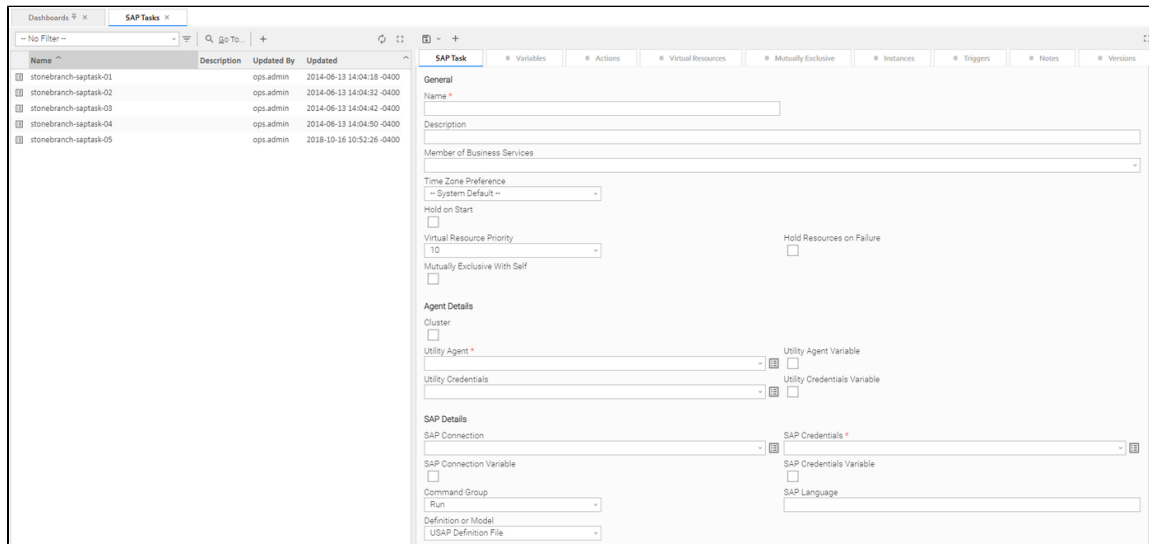 Dashboards
SAP Tasks
-- No Filter --
Go To...
Name Description Updated By Updated
stonebranch-saptask-01 ops.admin 2014-06-13 14:04:18 -0400
stonebranch-saptask-02 ops.admin 2014-06-13 14:04:32 -0400
stonebranch-saptask-03 ops.admin 2014-06-13 14:04:42 -0400
stonebranch-saptask-04 ops.admin 2014-06-13 14:04:50 -0400
stonebranch-saptask-05 ops.admin 2018-10-16 10:52:26 -0400
SAP Task Variables Actions Virtual Resources Mutually Exclusive Instances Triggers Notes Versions
General
Name *
Description
Member of Business Services
Time Zone Preference
-- System Default --
Hold on Start
Virtual Resource Priority Hold Resources on Failure
10
Mutually Exclusive With Self
Agent Details
Cluster
Utility Agent * Utility Agent Variable
Utility Credentials Utility Credentials Variable
SAP Details
SAP Connection SAP Credentials *
SAP Connection Variable SAP Credentials Variable
Command Group SAP Language
Run
Definition or Model
USAP Definition File